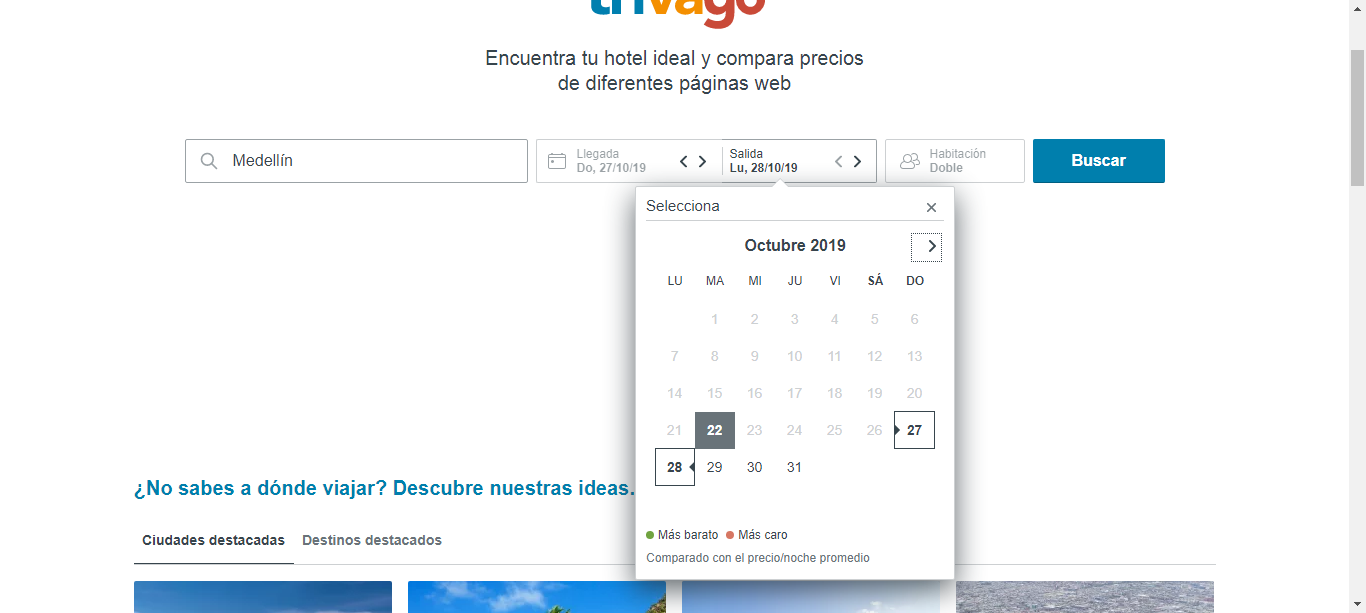 trivago
Encuentra tu hotel ideal y compara precios
de diferentes páginas web
Medellín
Llegada
Do, 27/10/19
Salida
Lu, 28/10/19
Habitación
Doble
Buscar
Selecciona
Octubre 2019
LU MA MI JU VI SÁ DO
1 2 3 4 5 6
7 8 9 10 11 12 13
14 15 16 17 18 19 20
21 22 23 24 25 26 27
28 29 30 31
Más barato Más caro
Comparado con el precio/noche promedio
¿No sabes a dónde viajar? Descubre nuestras ideas.
Ciudades destacadas Destinos destacados